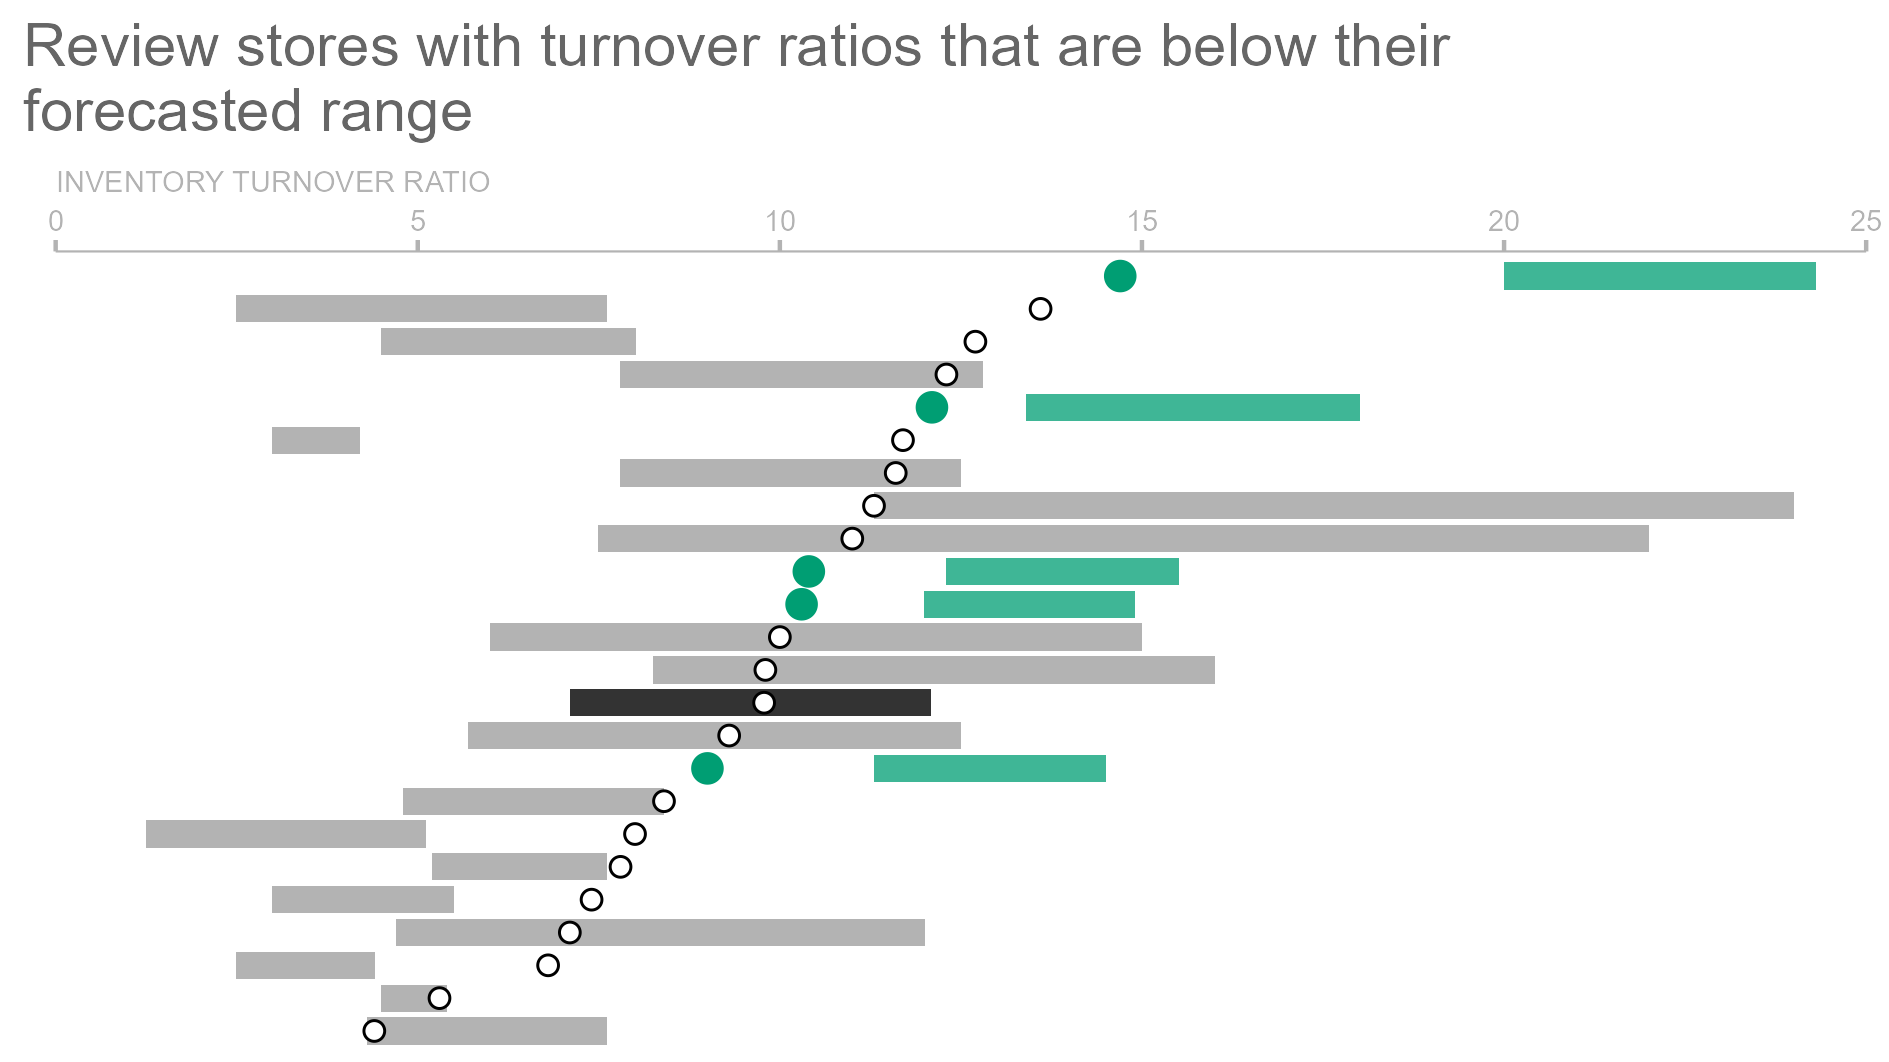 Review stores with turnover ratios that are below their
forecasted range
INVENTORY TURNOVER RATIO
0 5 10 15 20 25